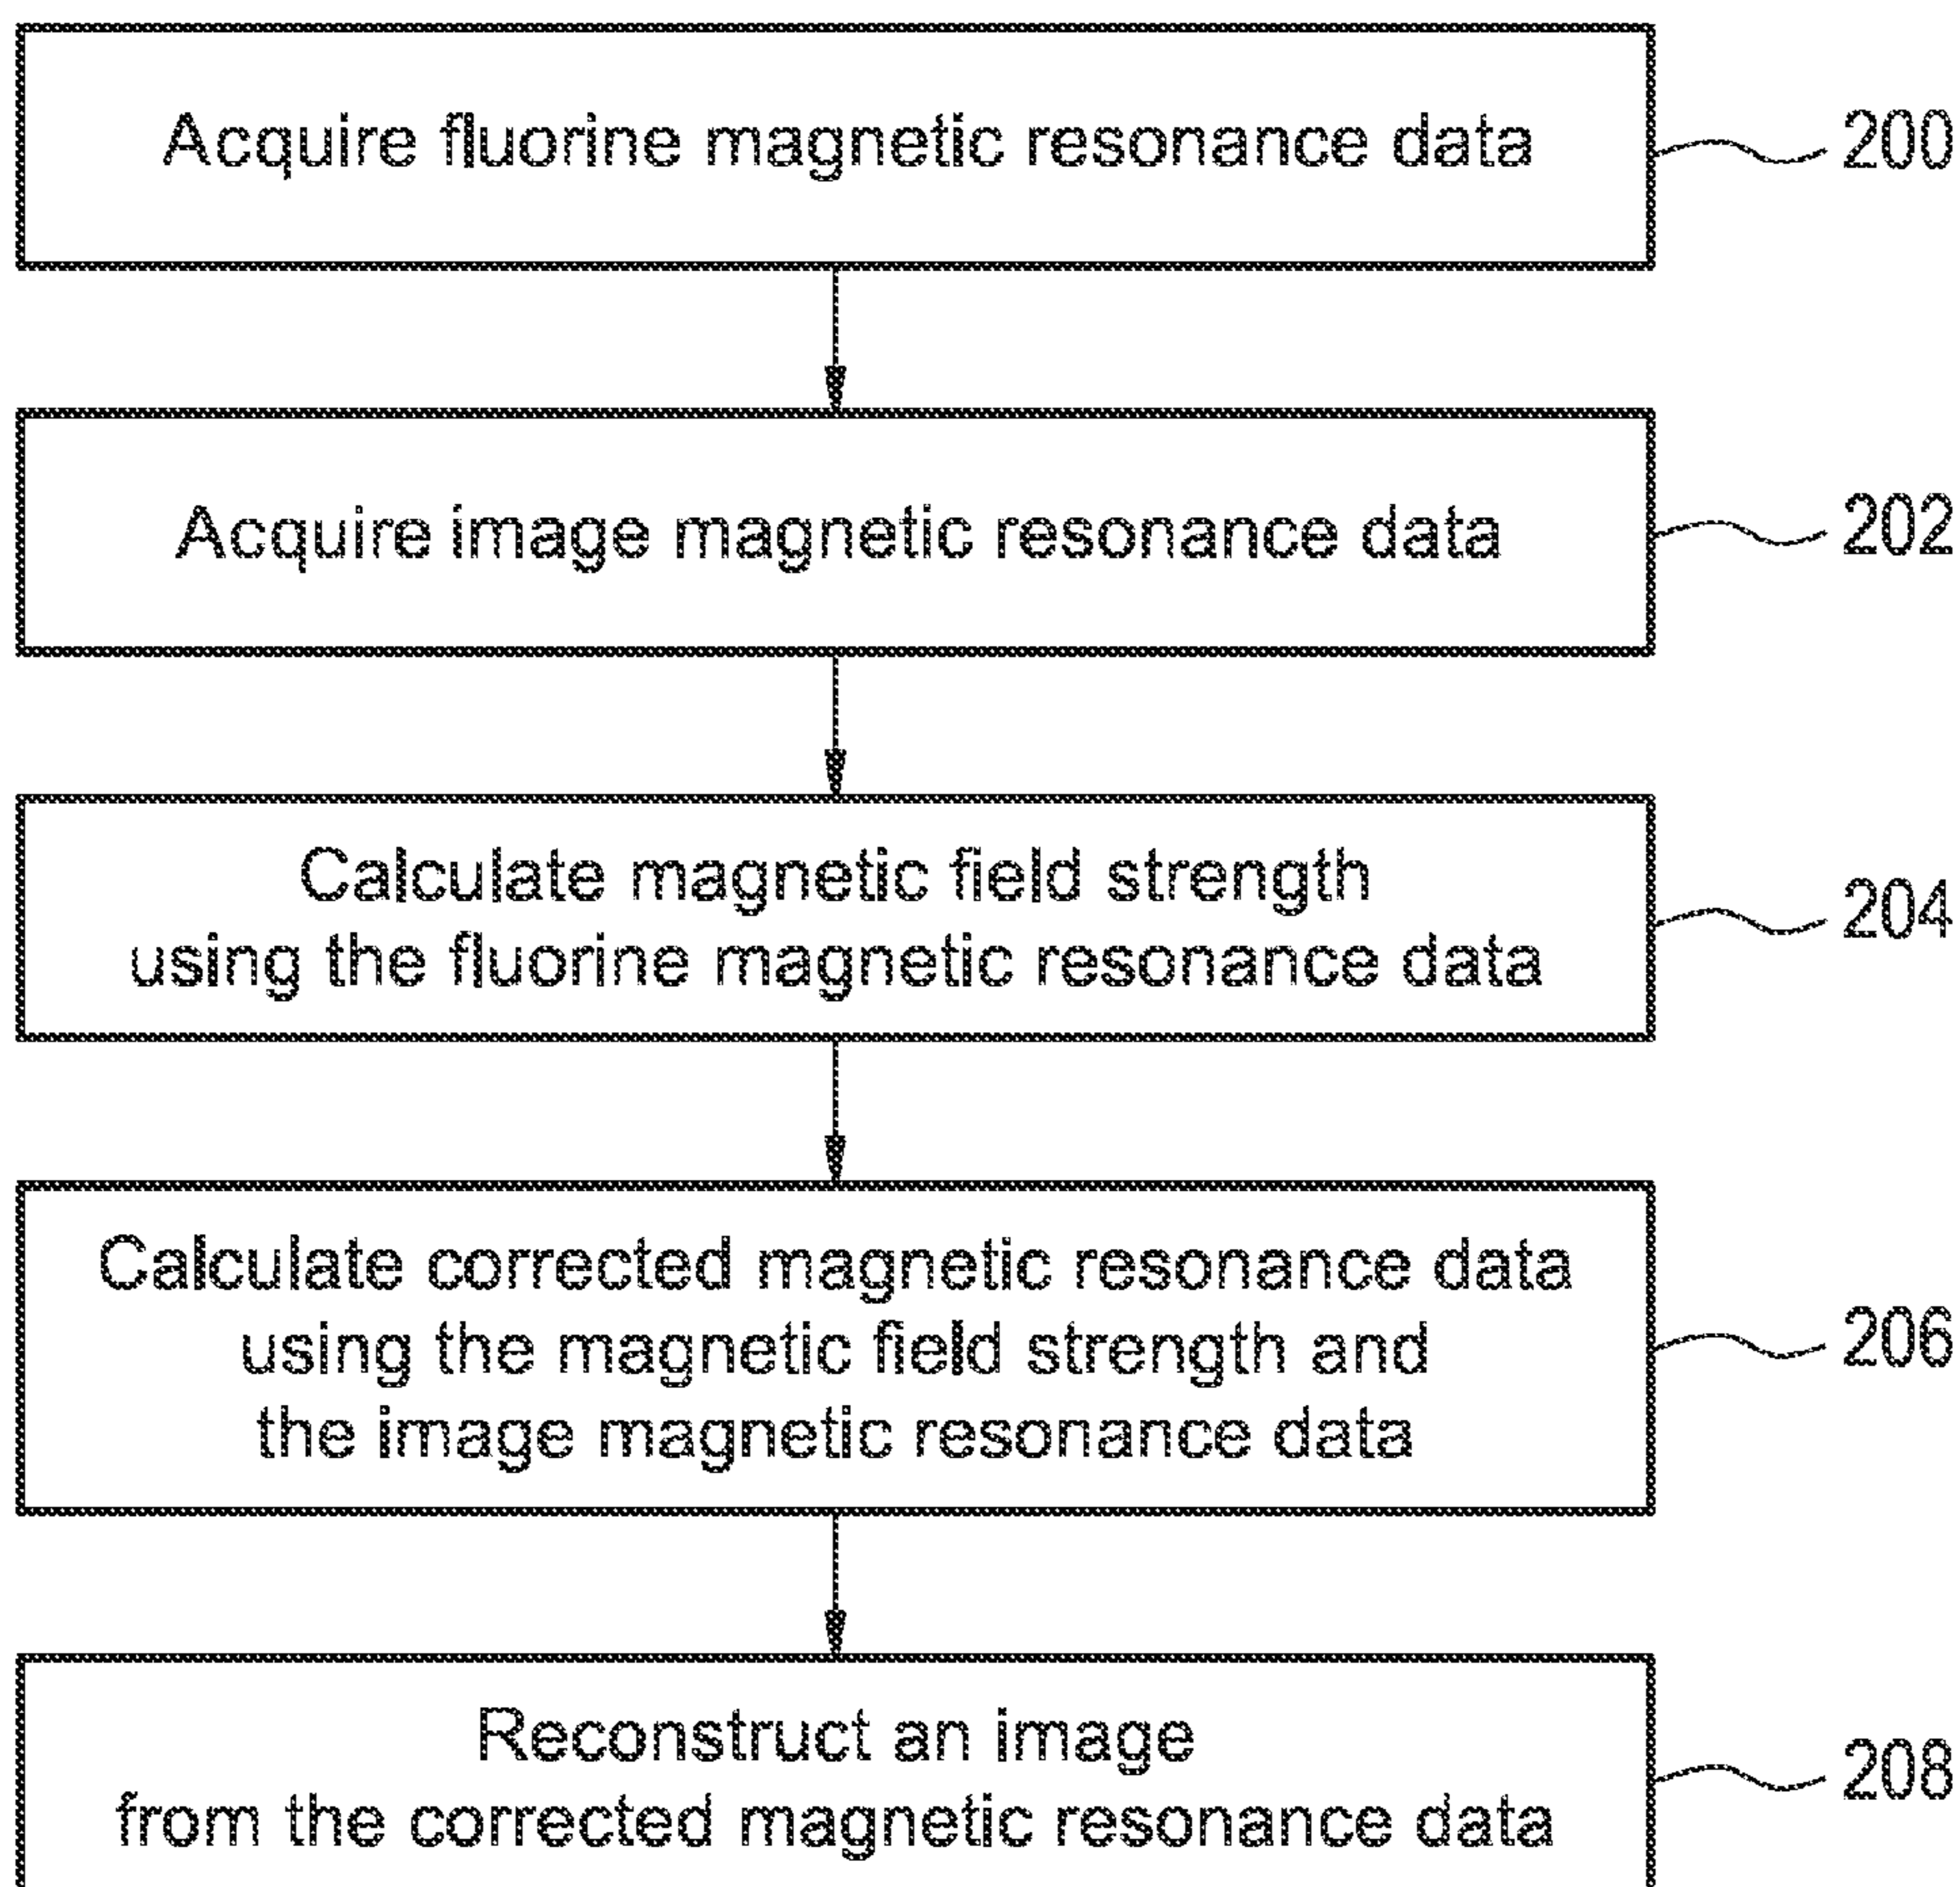 Acquire fluorine magnetic resonance data
200
Acquire image magnetic resonance data
202
Calculate magnetic field strength
using the fluorine magnetic resonance data
204
Calculate corrected magnetic resonance data
using the magnetic field strength and
the image magnetic resonance data
206
Reconstruct an image
from the corrected magnetic resonance data
208